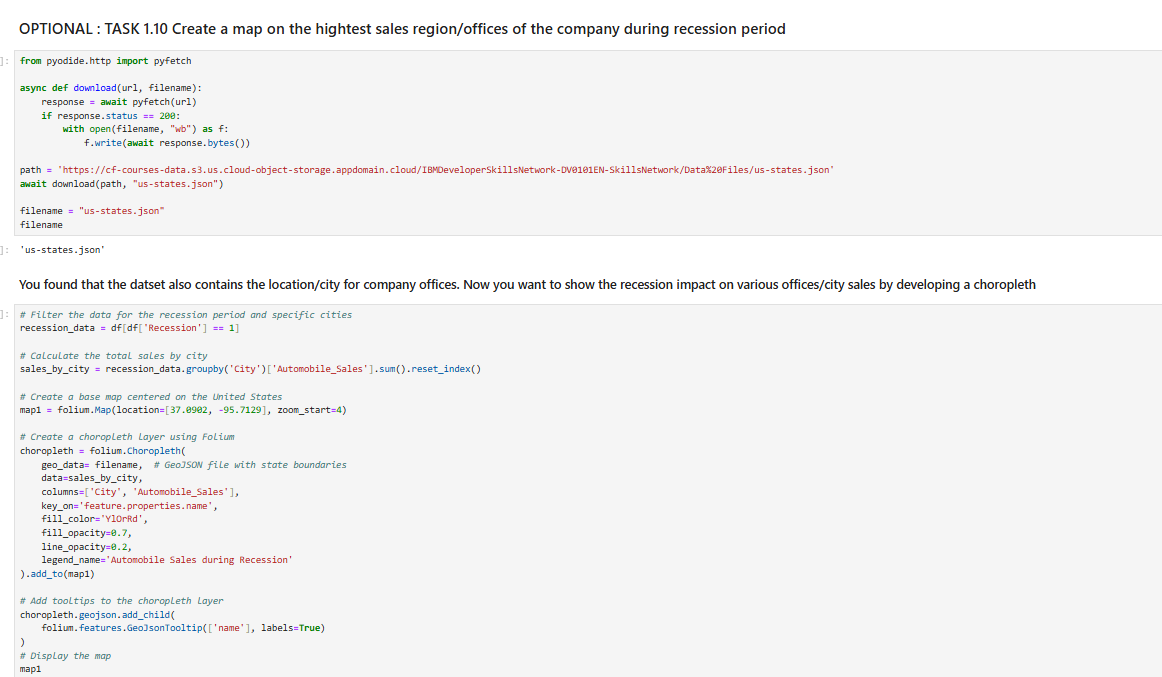 OPTIONAL : TASK 1.10 Create a map on the hightest sales region/offices of the company during recession period
]:
from pyodide.http import pyfetch

async def download(url, filename):
    response = await pyfetch(url)
    if response.status == 200:
        with open(filename, "wb") as f:
            f.write(await response.bytes())

path = 'https://cf-courses-data.s3.us.cloud-object-storage.appdomain.cloud/IBMDeveloperSkillsNetwork-DV0101EN-SkillsNetwork/Data%20Files/us-states.json'
await download(path, "us-states.json")

filename = "us-states.json"
filename
]:
'us-states.json'
You found that the datset also contains the location/city for company offices. Now you want to show the recession impact on various offices/city sales by developing a choropleth
]:
# Filter the data for the recession period and specific cities
recession_data = df[df['Recession'] == 1]

# Calculate the total sales by city
sales_by_city = recession_data.groupby('City')['Automobile_Sales'].sum().reset_index()

# Create a base map centered on the United States
map1 = folium.Map(location=[37.0902, -95.7129], zoom_start=4)

# Create a choropleth layer using Folium
choropleth = folium.Choropleth(
    geo_data= filename,  # GeoJSON file with state boundaries
    data=sales_by_city,
    columns=['City', 'Automobile_Sales'],
    key_on='feature.properties.name',
    fill_color='YlOrRd',
    fill_opacity=0.7,
    line_opacity=0.2,
    legend_name='Automobile Sales during Recession'
).add_to(map1)

# Add tooltips to the choropleth layer
choropleth.geojson.add_child(
    folium.features.GeoJsonTooltip(['name'], labels=True)
)
# Display the map
map1